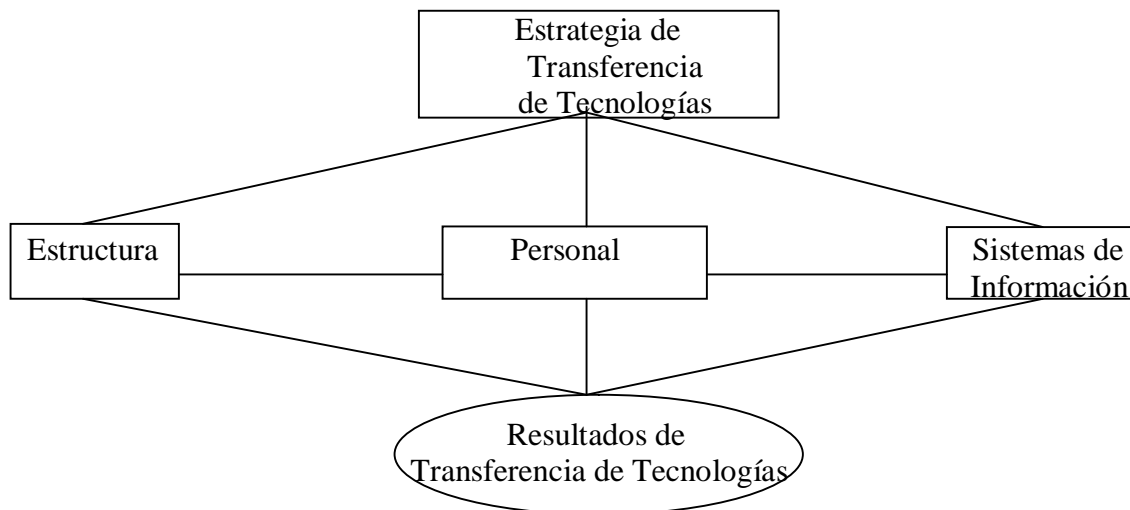 Estrategia de
Transferencia
de Tecnologías
Estructura
Personal
Sistemas de
Información
Resultados de
Transferencia de Tecnologías